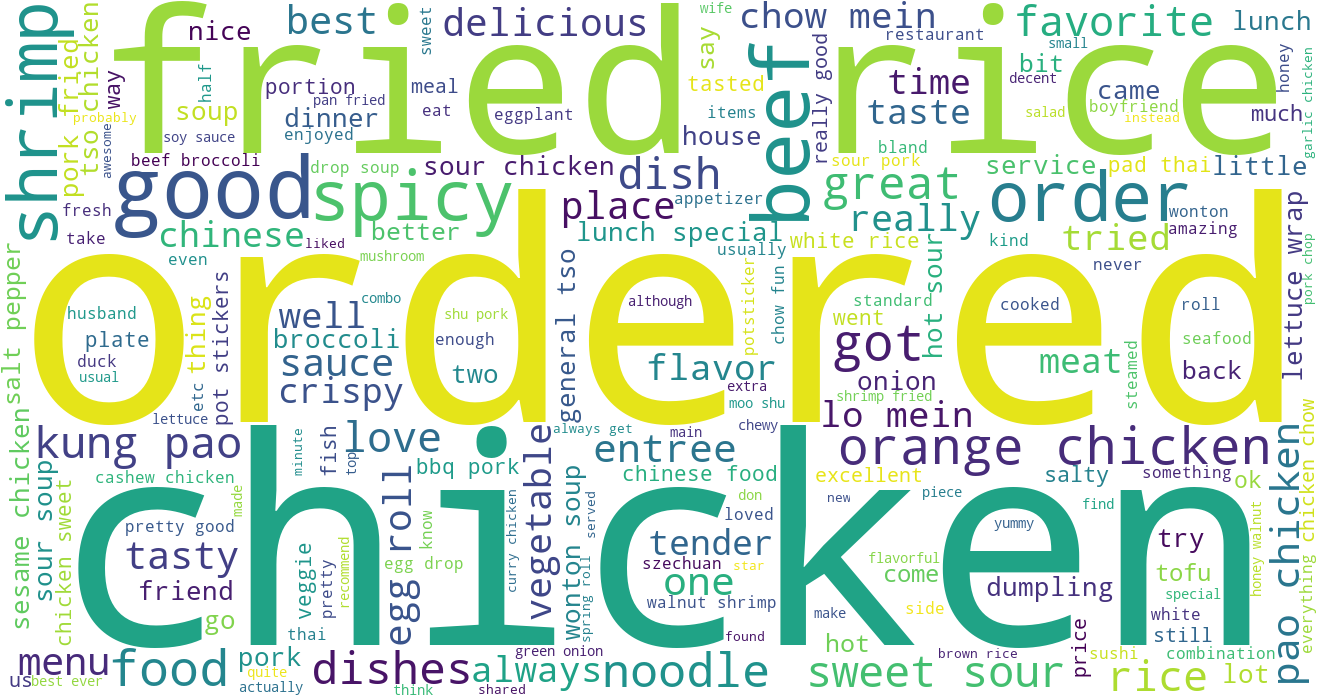 fried rice
ordered
chicken
shrimp
beef
good
spicy
order
best
delicious
chow mein
favorite
lunch
nice
sweet
wife
say
restaurant
small
honey
pork fried
tso chicken
way
half
soup
portion
pan fried
meal
eat
eggplant
tasted
items
really good
time
taste
bit
decent
came
boyfriend
salad
instead
much
garlic chicken
probably
awesome
soy sauce
dinner
enjoyed
house
bland
beef broccoli
drop soup
sour chicken
dish
sour pork
great
service
pad thai
little
fresh
take
chinese
liked
better
place
appetizer
lunch special
usually
really
white rice
kind
tried
wonton
amazing
never
lettuce wrap
pork chop
even
mushroom
salt pepper
husband
plate
duck
usual
thing
etc
pot stickers
lettuce
well
combo
broccoli
sauce
crispy
shu pork
enough
two
general tso
although
flavor
extra
moo shu
potsticker
chow fun
standard
went
got
hot sour
onion
shrimp fried
cooked
meat
steamed
roll
seafood
back
kung pao
love
minute
fish
top
bbq pork
always get
main
chewy
entree
chinese food
lo mein
orange chicken
excellent
salty
something
ok
pao chicken
everything chicken chow
sesame chicken
sour soup
chicken sweet
cashew chicken
made
pretty good
tasty
friend
go
veggie
pretty
recommend
thai
egg roll
know
egg drop
curry chicken
spring roll
vegetable
wonton soup
served
don
loved
tender
szechuan
star
one
walnut shrimp
found
new
piece
make
flavorful
come
side
hot
yummy
dumpling
find
try
tofu
special
white
still
honey walnut
menu
us
best ever
food
pork
quite
actually
dishes
think
always
shared
green onion
noodle
sweet sour
brown rice
price
sushi
rice
combination
lot